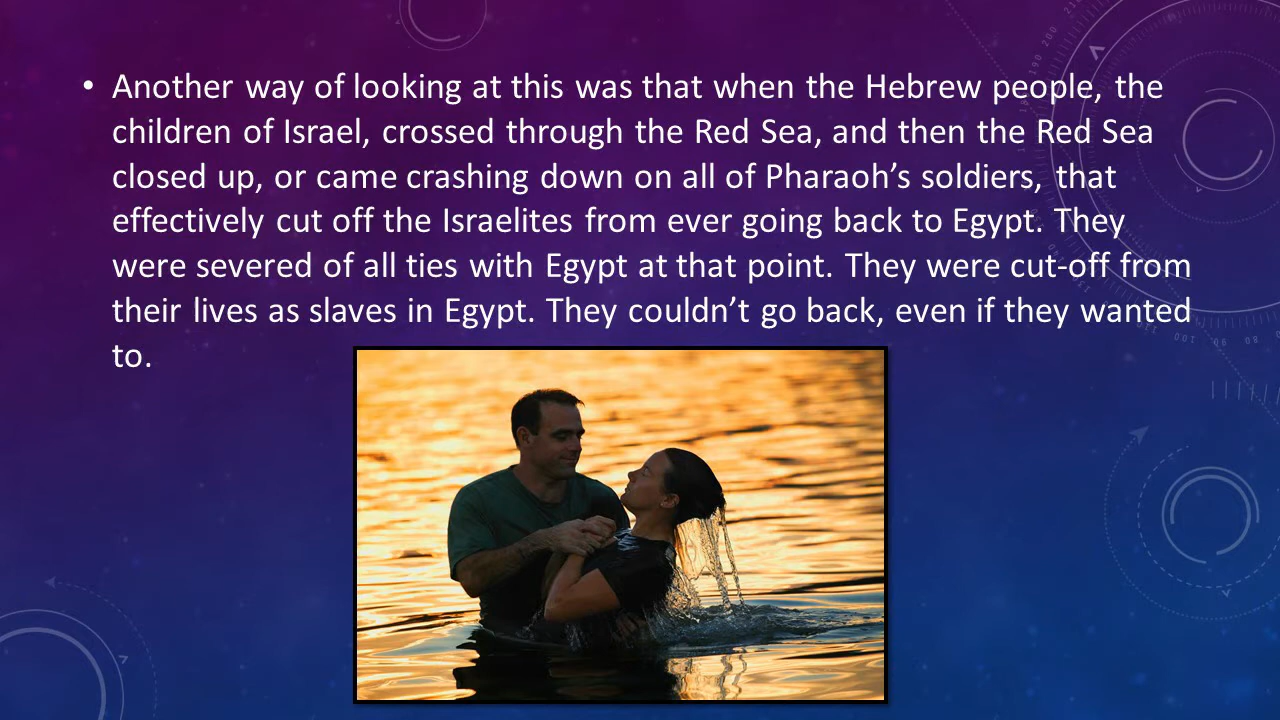 • Another way of looking at this was that when the Hebrew people, the
children of Israel, crossed through the Red Sea, and then the Red Sea
closed up, or came crashing down on all of Pharaoh’s soldiers, that
effectively cut off the Israelites from ever going back to Egypt. They
were severed of all ties with Egypt at that point. They were cut-off from
their lives as slaves in Egypt. They couldn’t go back, even if they wanted
to.